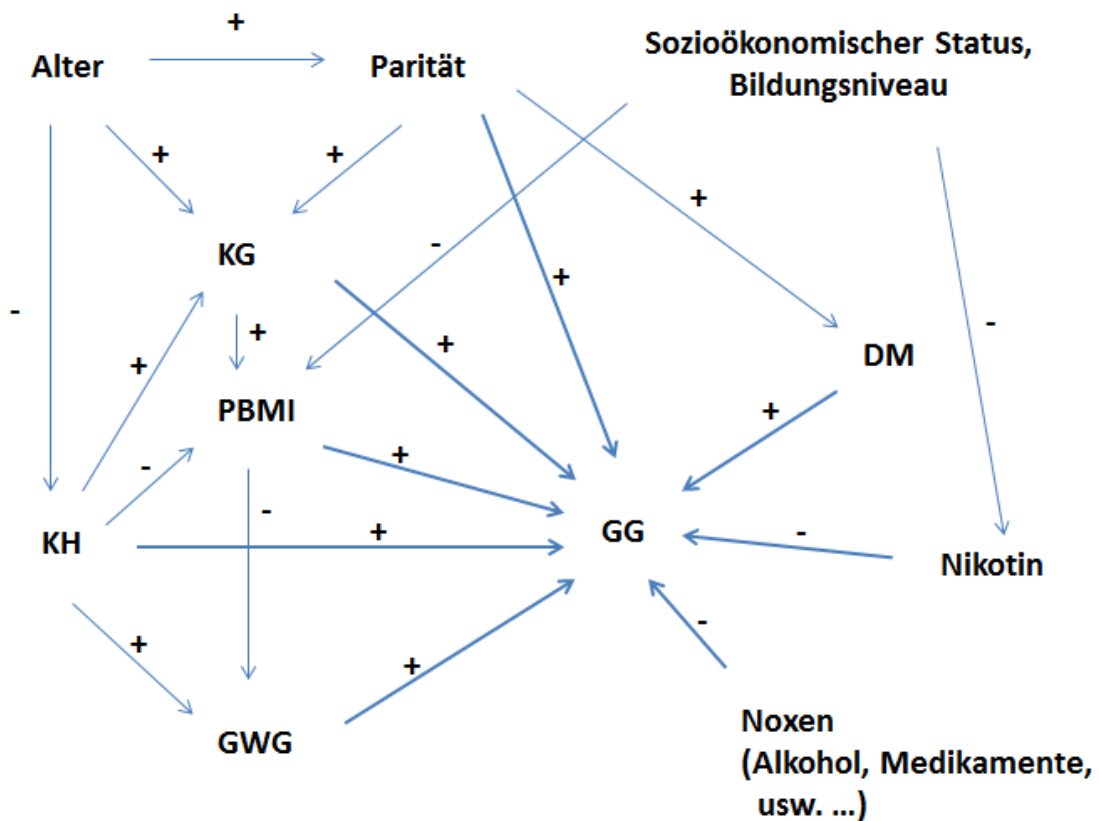 +
Alter
Parität
Sozioökonomischer Status,
Bildungsniveau
+
+
+
-
KG
+
-
+
-
+
+
DM
+
PBMI
+
+
-
-
KH
+
GG
-
Nikotin
+
+
-
GWG
Noxen
(Alkohol, Medikamente,
usw. ...)